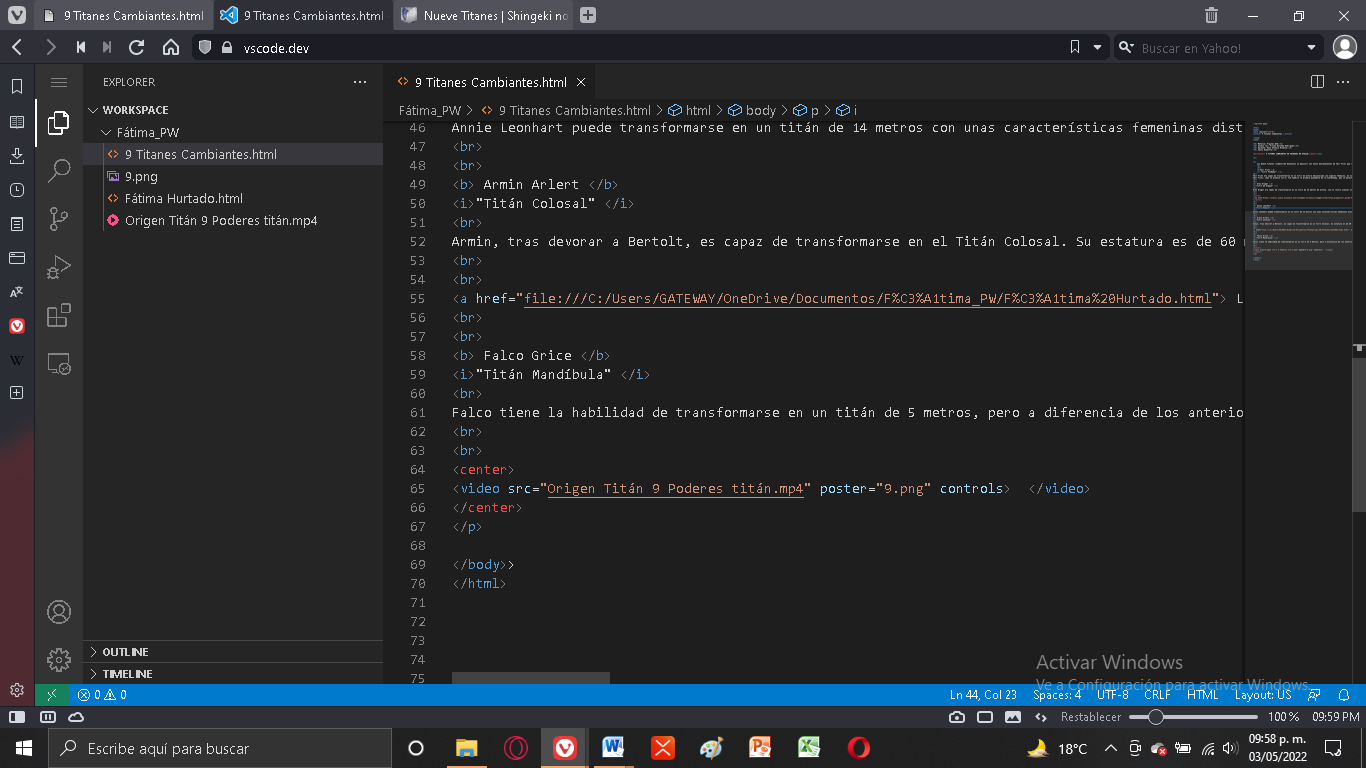 9 Titanes Cambiantes.html
9 Titanes Cambiantes.html
Nueve Titanes | Shingeki no
vscode.dev
Buscar en Yahoo!
EXPLORER
9 Titanes Cambiantes.html
WORKSPACE
Fátima_PW
9 Titanes Cambiantes.html
9.png
Fátima Hurtado.html
Origen Titán 9 Poderes titán.mp4
OUTLINE
TIMELINE
Fátima_PW > 9 Titanes Cambiantes.html > html > body > p > i
46 Annie Leonhart puede transformarse en un titán de 14 metros con unas características femeninas dist
47 <br>
48 <br>
49 <b> Armin Arlert </b>
50 <i>"Titán Colosal" </i>
51 <br>
52 Armin, tras devorar a Bertolt, es capaz de transformarse en el Titán Colosal. Su estatura es de 60
53 <br>
54 <br>
55 <a href="file:///C:/Users/GATEWAY/OneDrive/Documentos/F%C3%A1tima_PW/F%C3%A1tima%20Hurtado.html"> L
56 <br>
57 <br>
58 <b> Falco Grice </b>
59 <i>"Titán Mandíbula" </i>
60 <br>
61 Falco tiene la habilidad de transformarse en un titán de 5 metros, pero a diferencia de los anterio
62 <br>
63 <br>
64 <center>
65 <video src="Origen Titán 9 Poderes titán.mp4" poster="9.png" controls>  </video>
66 </center>
67 </p>
68
69 </body>>
70 </html>
71
72
73
74
75
Activar Windows
Ve a Configuración para activar Windows.
0 0
Ln 44, Col 23
Spaces: 4
UTF-8
CRLF
HTML
Layout: US
Restablecer
100 %
09:59 PM
Escribe aquí para buscar
18°C
09:58 p. m.
03/05/2022